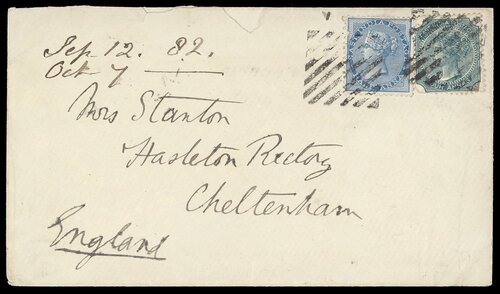 Sep 12. 82.
Oct 7
Mrs Stanton
Hasleton Rectory
Cheltenham
England